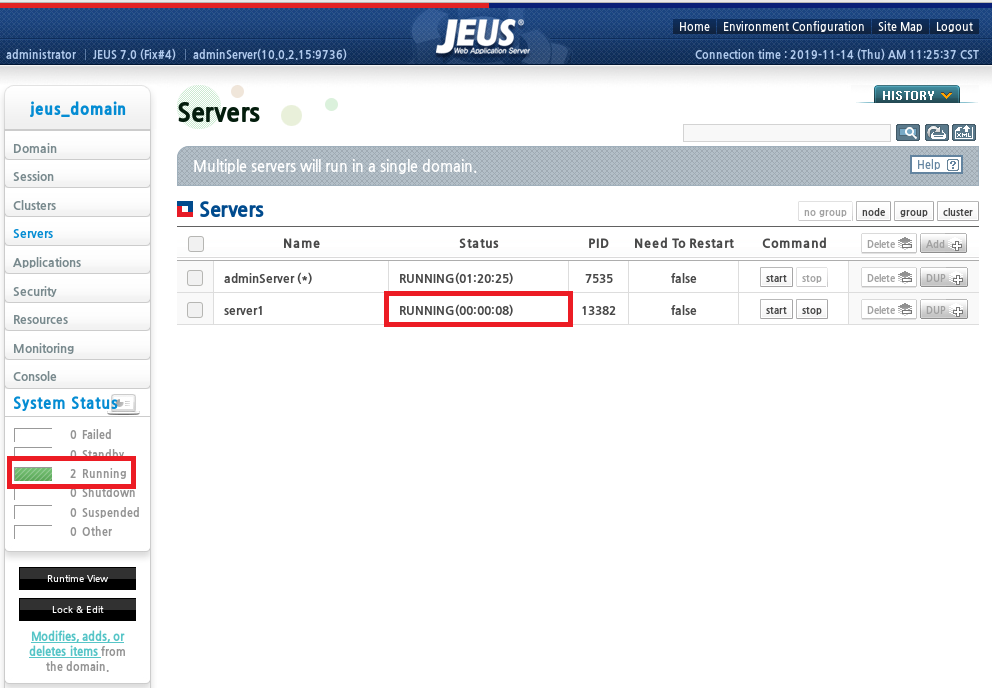 JEUS®
Web Application Server
Home | Environment Configuration | Site Map | Logout
administrator | JEUS 7.0 (Fix#4) | adminServer(10.0.2.15:9736)
Connection time : 2019-11-14 (Thu) AM 11:25:37 CST
jeus_domain
Domain
Session
Clusters
Servers
Applications
Security
Resources
Monitoring
Console
System Status
0 Failed
0 Standby
2 Running
0 Shutdown
0 Suspended
0 Other
Runtime View
Lock & Edit
Modifies, adds, or
deletes items from
the domain.
Servers
HISTORY
XML
Multiple servers will run in a single domain.
Help ?
Servers
no group node group cluster
Name Status PID Need To Restart Command Delete Add
adminServer (*) RUNNING(01:20:25) 7535 false start stop Delete DUP
server1 RUNNING(00:00:08) 13382 false start stop Delete DUP